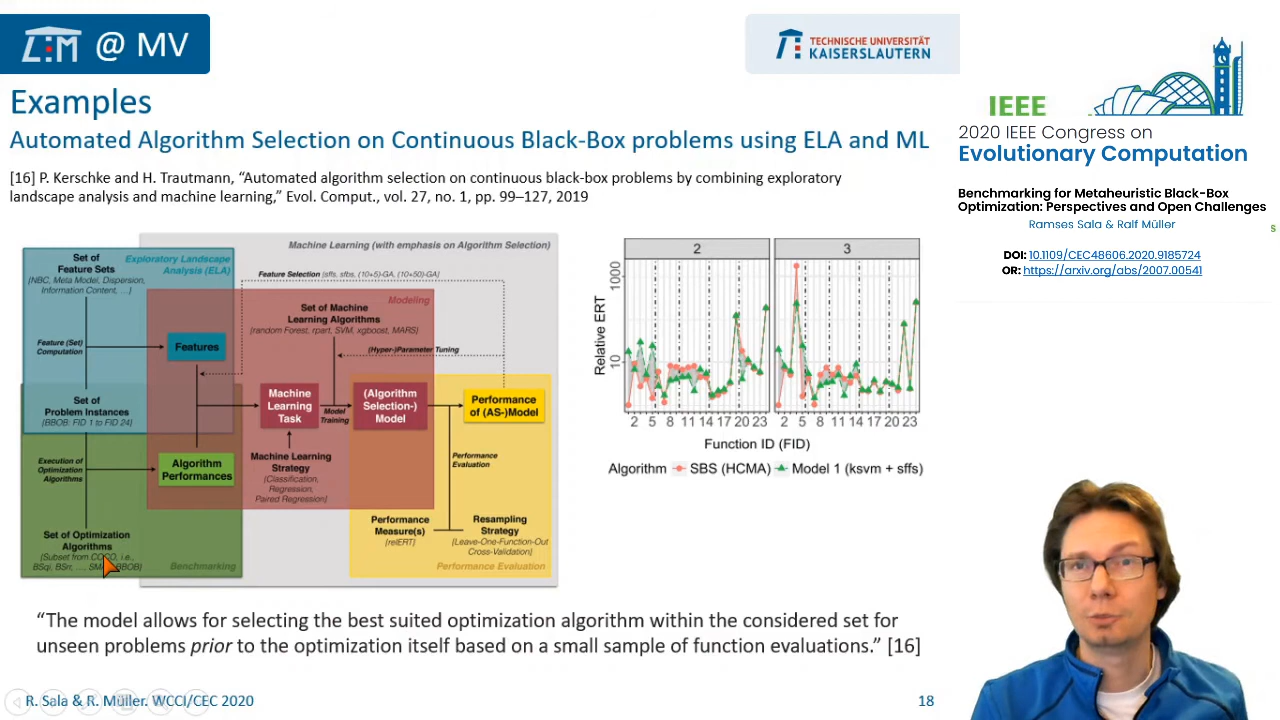 LEM @ MV
TECHNISCHE UNIVERSITÄT
KAISERSLAUTERN
IEEE
2020 IEEE Congress on
Evolutionary Computation
Benchmarking for Metaheuristic Black-Box
Optimization: Perspectives and Open Challenges
Ramses Sala & Ralf Müller
s
DOI: 10.1109/CEC48606.2020.9185724
OR: https://arxiv.org/abs/2007.00541
Examples
Automated Algorithm Selection on Continuous Black-Box problems using ELA and ML
[16] P. Kerschke and H. Trautmann, “Automated algorithm selection on continuous black-box problems by combining exploratory
landscape analysis and machine learning,” Evol. Comput., vol. 27, no. 1, pp. 99–127, 2019
Machine Learning (with emphasis on Algorithm Selection)
Set of
Feature Sets
(NBC, Meta Model, Dispersion,
Information Content, ...)
Exploratory Landscape
Analysis (ELA)
Feature Selection (sffs, sfbs, (10+5)-GA, (10+50)-GA)
Modeling
Set of Machine
Learning Algorithms
(random Forest, rpart, SVM, xgboost, MARS)
Feature (Set)
Computation
Features
(Hyper-)Parameter Tuning
Set of
Problem Instances
(BBOB: FID 1 to FID 24)
Machine
Learning
Task
Model
Training
(Algorithm
Selection-)
Model
Performance
of (AS-)Model
Execution of
Optimization
Algorithms
Algorithm
Performances
Machine Learning
Strategy
(Classification,
Regression,
Paired Regression)
Performance
Evaluation
Set of Optimization
Algorithms
(Subset from COCO, i.e.,
BSqi, BSrr, ..., BBOB)
Benchmarking
Performance
Measure(s)
(relERT)
Resampling
Strategy
(Leave-One-Function-Out
Cross-Validation)
Performance Evaluation
2 3
Relative ERT
1000
10
2 5 8 11 14 17 20 23 2 5 8 11 14 17 20 23
Function ID (FID)
Algorithm SBS (HCMA) Model 1 (ksvm + sffs)
“The model allows for selecting the best suited optimization algorithm within the considered set for
unseen problems prior to the optimization itself based on a small sample of function evaluations.” [16]
R. Sala & R. Müller. WCCI/CEC 2020
18